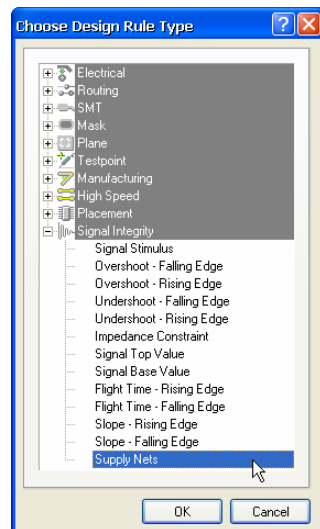 Choose Design Rule Type
Electrical
Routing
SMT
Mask
Plane
Testpoint
Manufacturing
High Speed
Placement
Signal Integrity
Signal Stimulus
Overshoot - Falling Edge
Overshoot - Rising Edge
Undershoot - Falling Edge
Undershoot - Rising Edge
Impedance Constraint
Signal Top Value
Signal Base Value
Flight Time - Rising Edge
Flight Time - Falling Edge
Slope - Rising Edge
Slope - Falling Edge
Supply Nets
OK Cancel